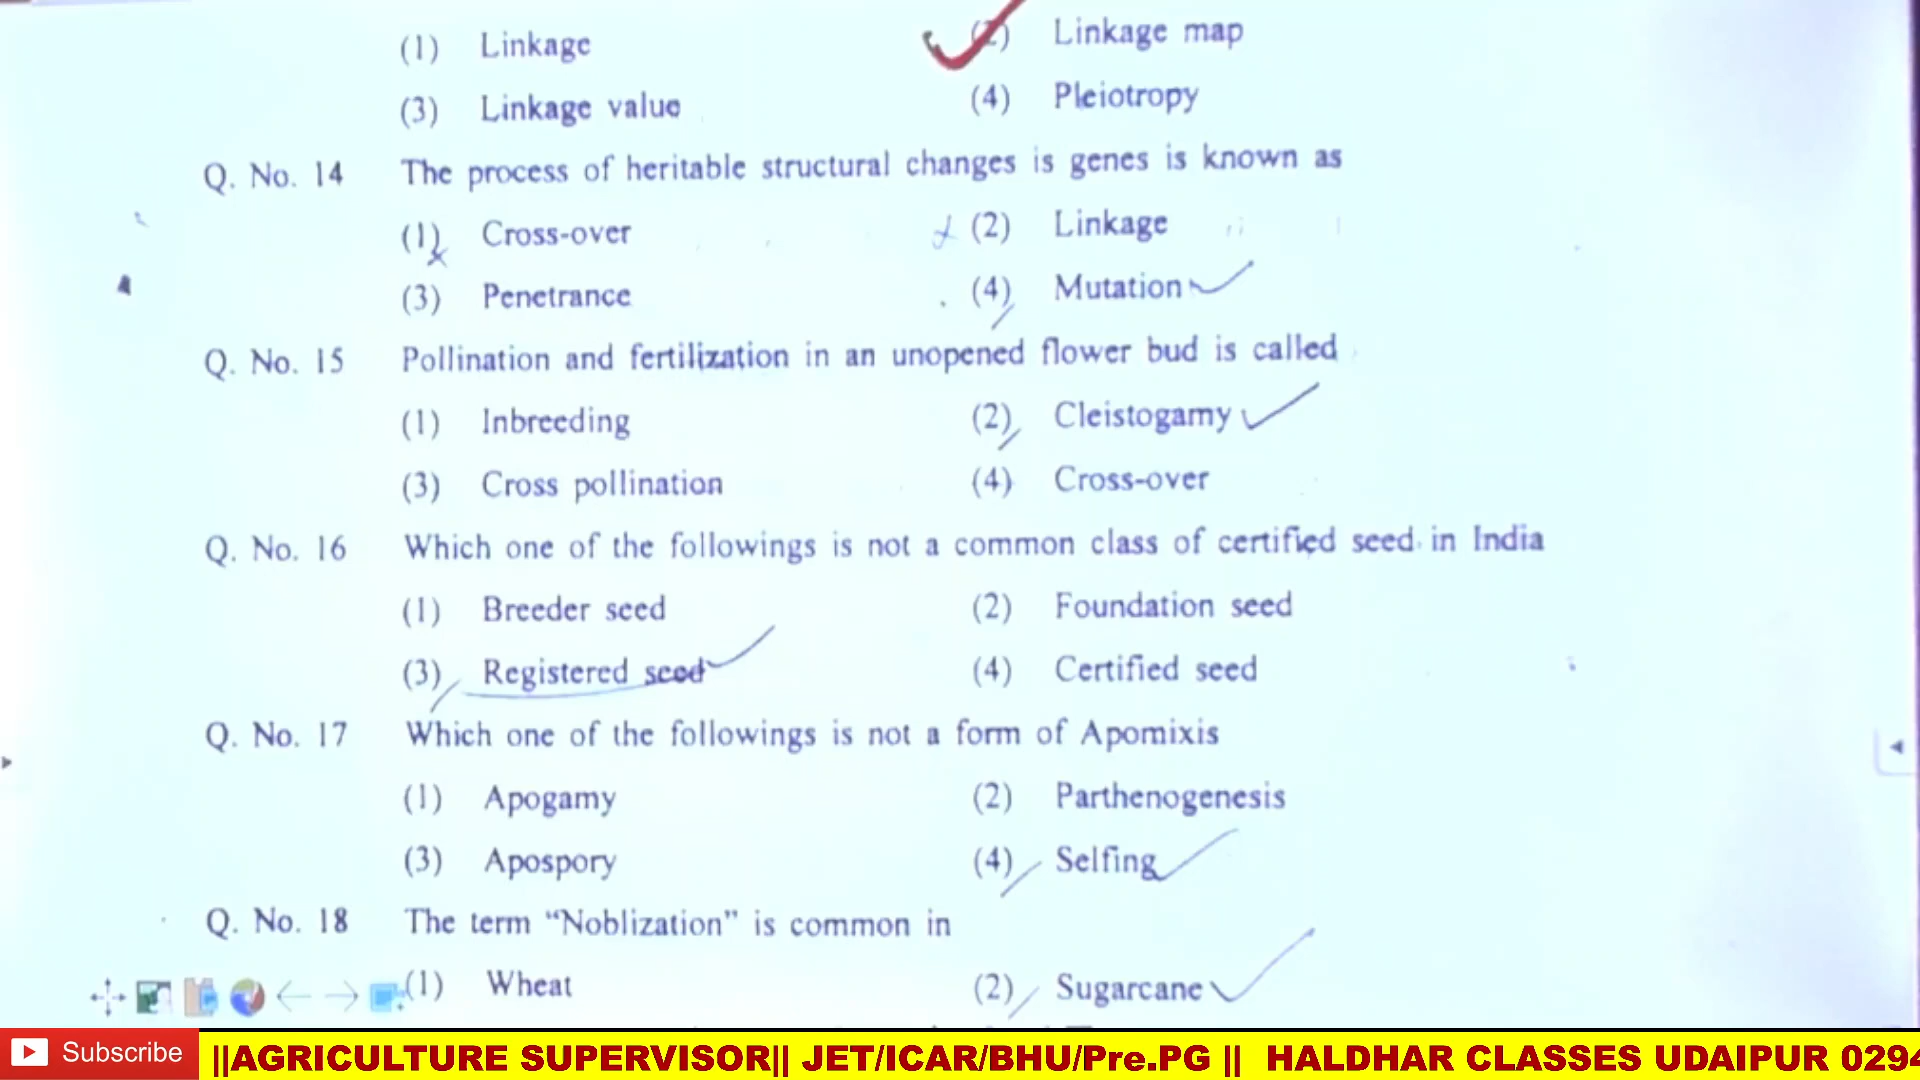 (1) Linkage (2) Linkage map
(3) Linkage value (4) Pleiotropy
Q. No. 14 The process of heritable structural changes is genes is known as
(1) Cross-over (2) Linkage
(3) Penetrance (4) Mutation
Q. No. 15 Pollination and fertilization in an unopened flower bud is called
(1) Inbreeding (2) Cleistogamy
(3) Cross pollination (4) Cross-over
Q. No. 16 Which one of the followings is not a common class of certified seed in India
(1) Breeder seed (2) Foundation seed
(3) Registered seed (4) Certified seed
Q. No. 17 Which one of the followings is not a form of Apomixis
(1) Apogamy (2) Parthenogenesis
(3) Apospory (4) Selfing
Q. No. 18 The term “Noblization” is common in
(1) Wheat (2) Sugarcane
Subscribe ||AGRICULTURE SUPERVISOR|| JET/ICAR/BHU/Pre.PG || HALDHAR CLASSES UDAIPUR 0294